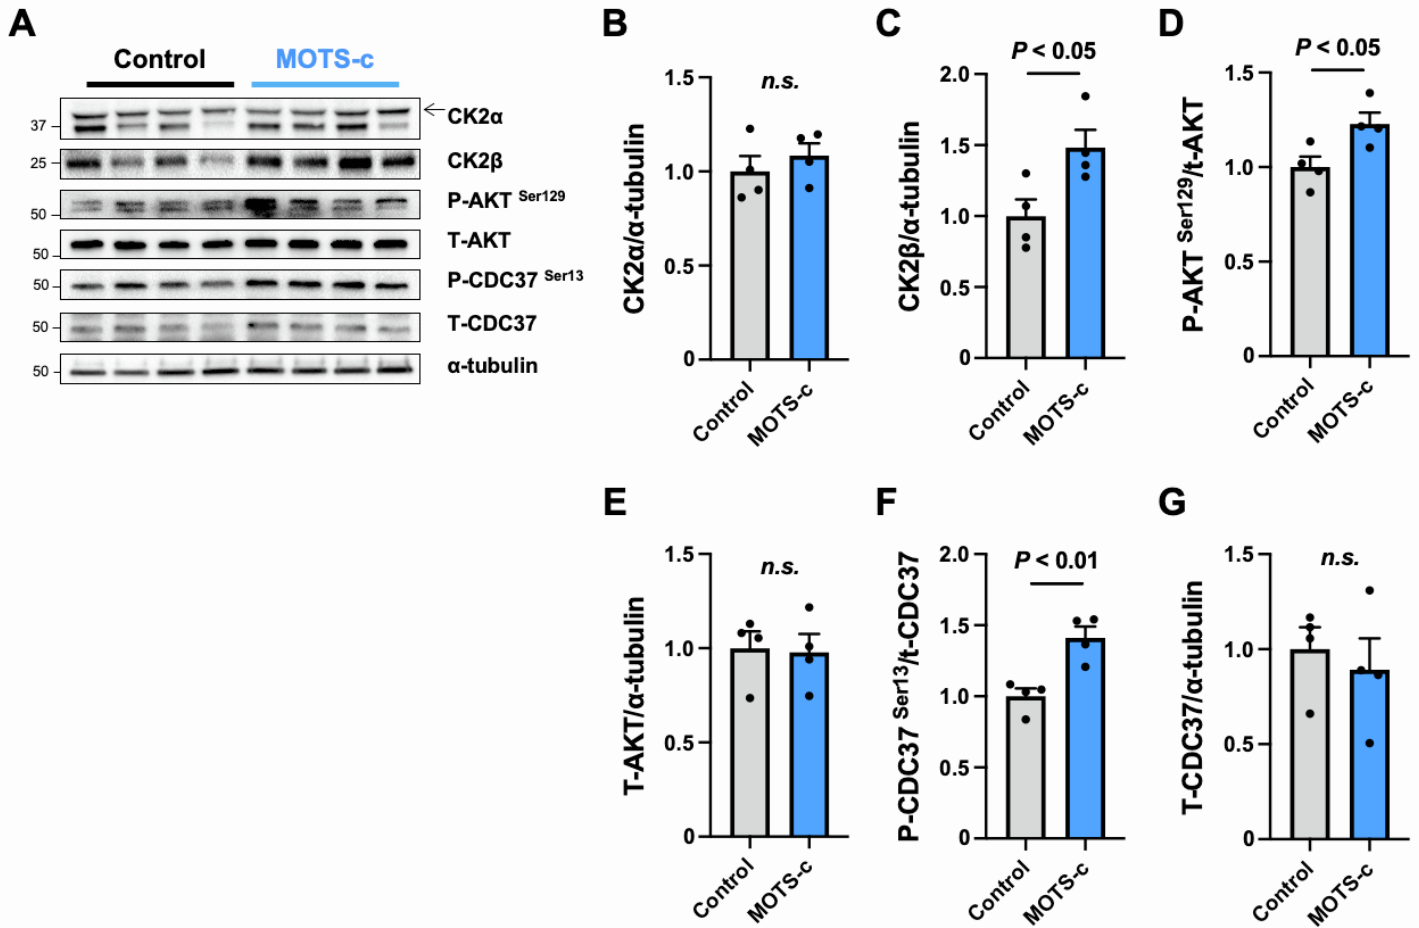 A
Control MOTS-c
CK2α
37
CK2β
25
P-AKT Ser129
50
T-AKT
50
P-CDC37 Ser13
50
T-CDC37
50
α-tubulin
50
B
n.s.
CK2α/α-tubulin
1.5
1.0
0.5
0
Control
MOTS-c
C
P < 0.05
CK2β/α-tubulin
2.0
1.5
1.0
0.5
0
Control
MOTS-c
D
P < 0.05
P-AKT Ser129/t-AKT
1.5
1.0
0.5
0
Control
MOTS-c
E
n.s.
T-AKT/α-tubulin
1.5
1.0
0.5
0
Control
MOTS-c
F
P < 0.01
P-CDC37 Ser13/t-CDC37
2.0
1.5
1.0
0.5
0
Control
MOTS-c
G
n.s.
T-CDC37/α-tubulin
1.5
1.0
0.5
0
Control
MOTS-c